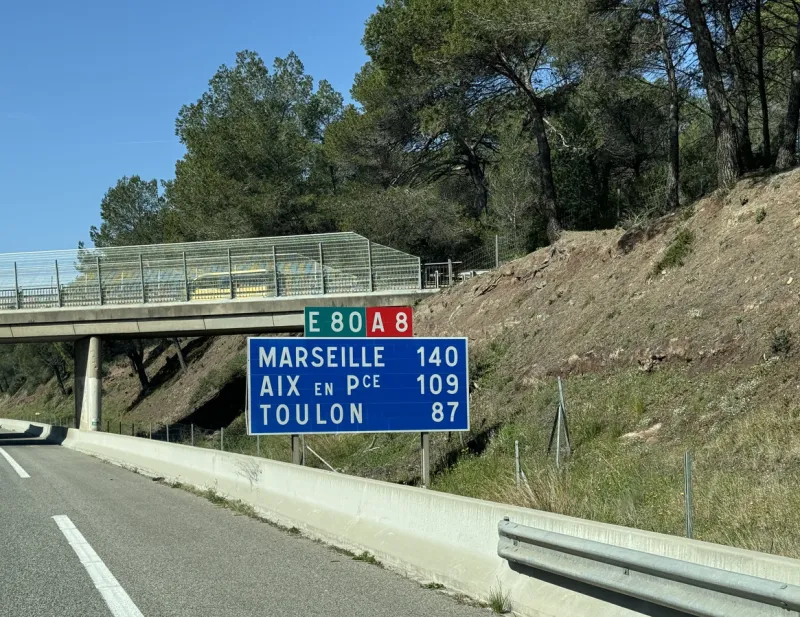 E 80 A 8
MARSEILLE 140
AIX EN PCE 109
TOULON 87